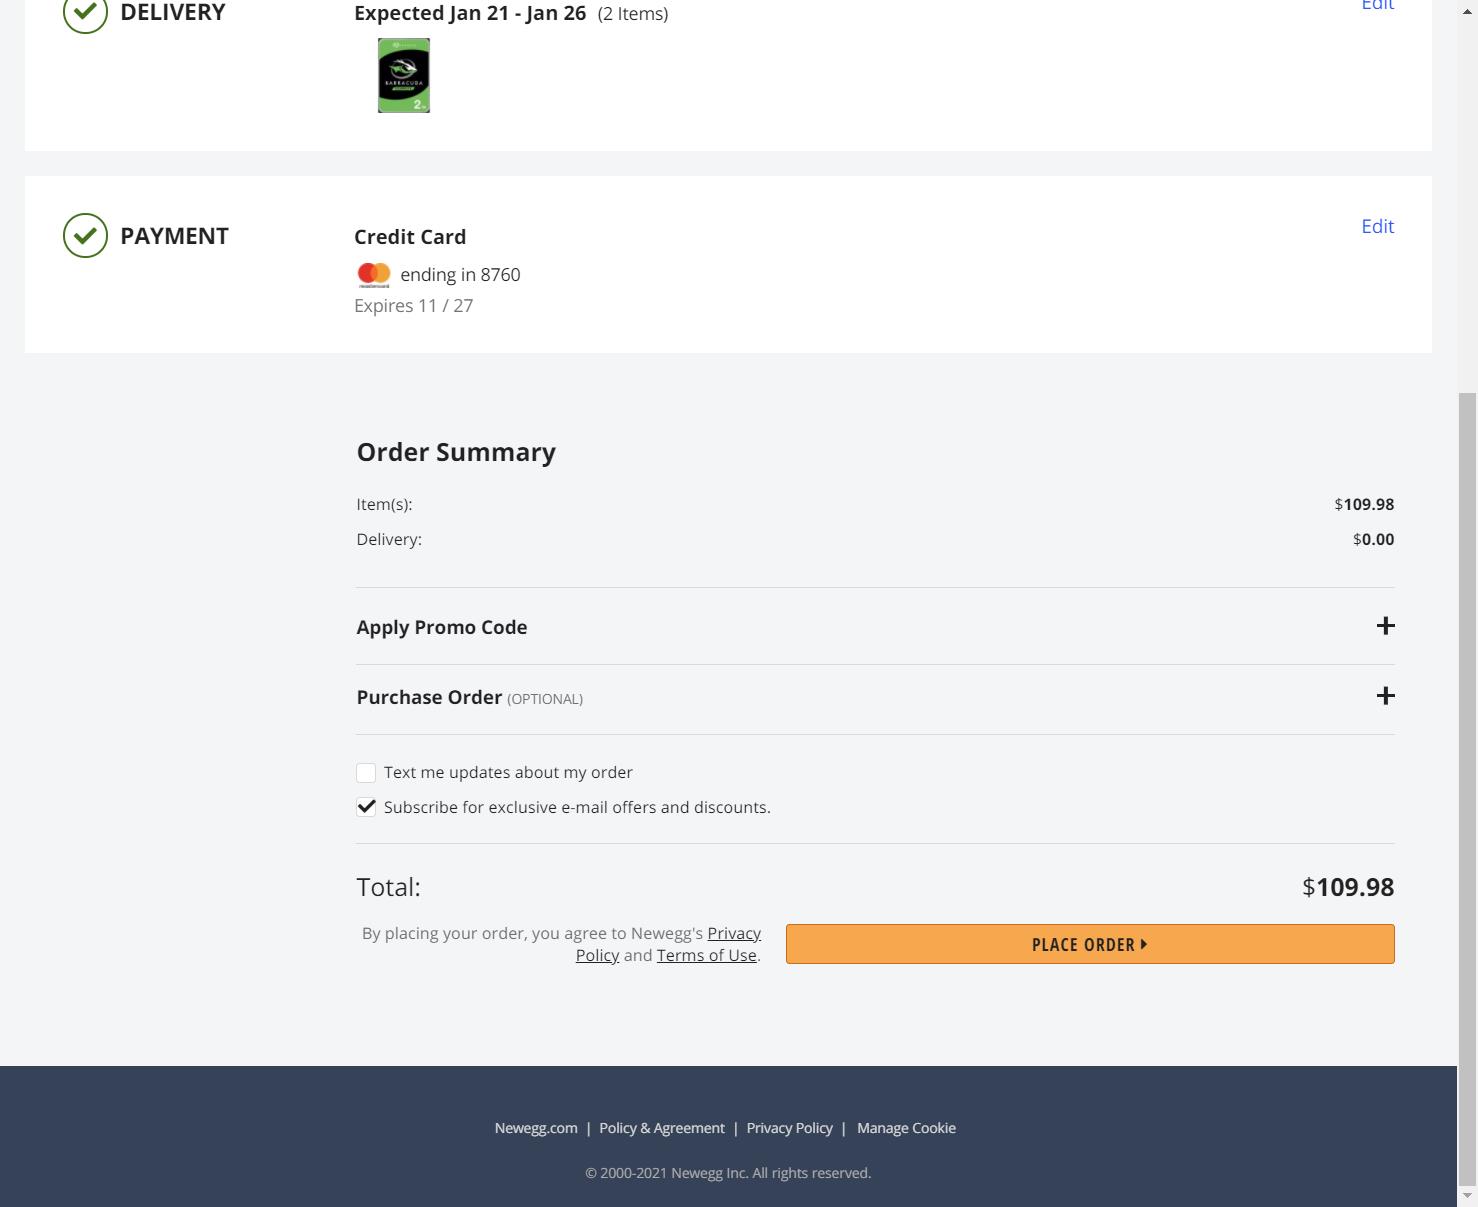 DELIVERY
Expected Jan 21 - Jan 26 (2 Items)
Edit
BARRACUDA
2
PAYMENT
Credit Card
Edit
mastercard
ending in 8760
Expires 11 / 27
Order Summary
Item(s):
$109.98
Delivery:
$0.00
Apply Promo Code
+
Purchase Order (OPTIONAL)
+
Text me updates about my order
Subscribe for exclusive e-mail offers and discounts.
Total:
$109.98
By placing your order, you agree to Newegg's Privacy
Policy and Terms of Use.
PLACE ORDER
Newegg.com | Policy & Agreement | Privacy Policy | Manage Cookie
© 2000-2021 Newegg Inc. All rights reserved.